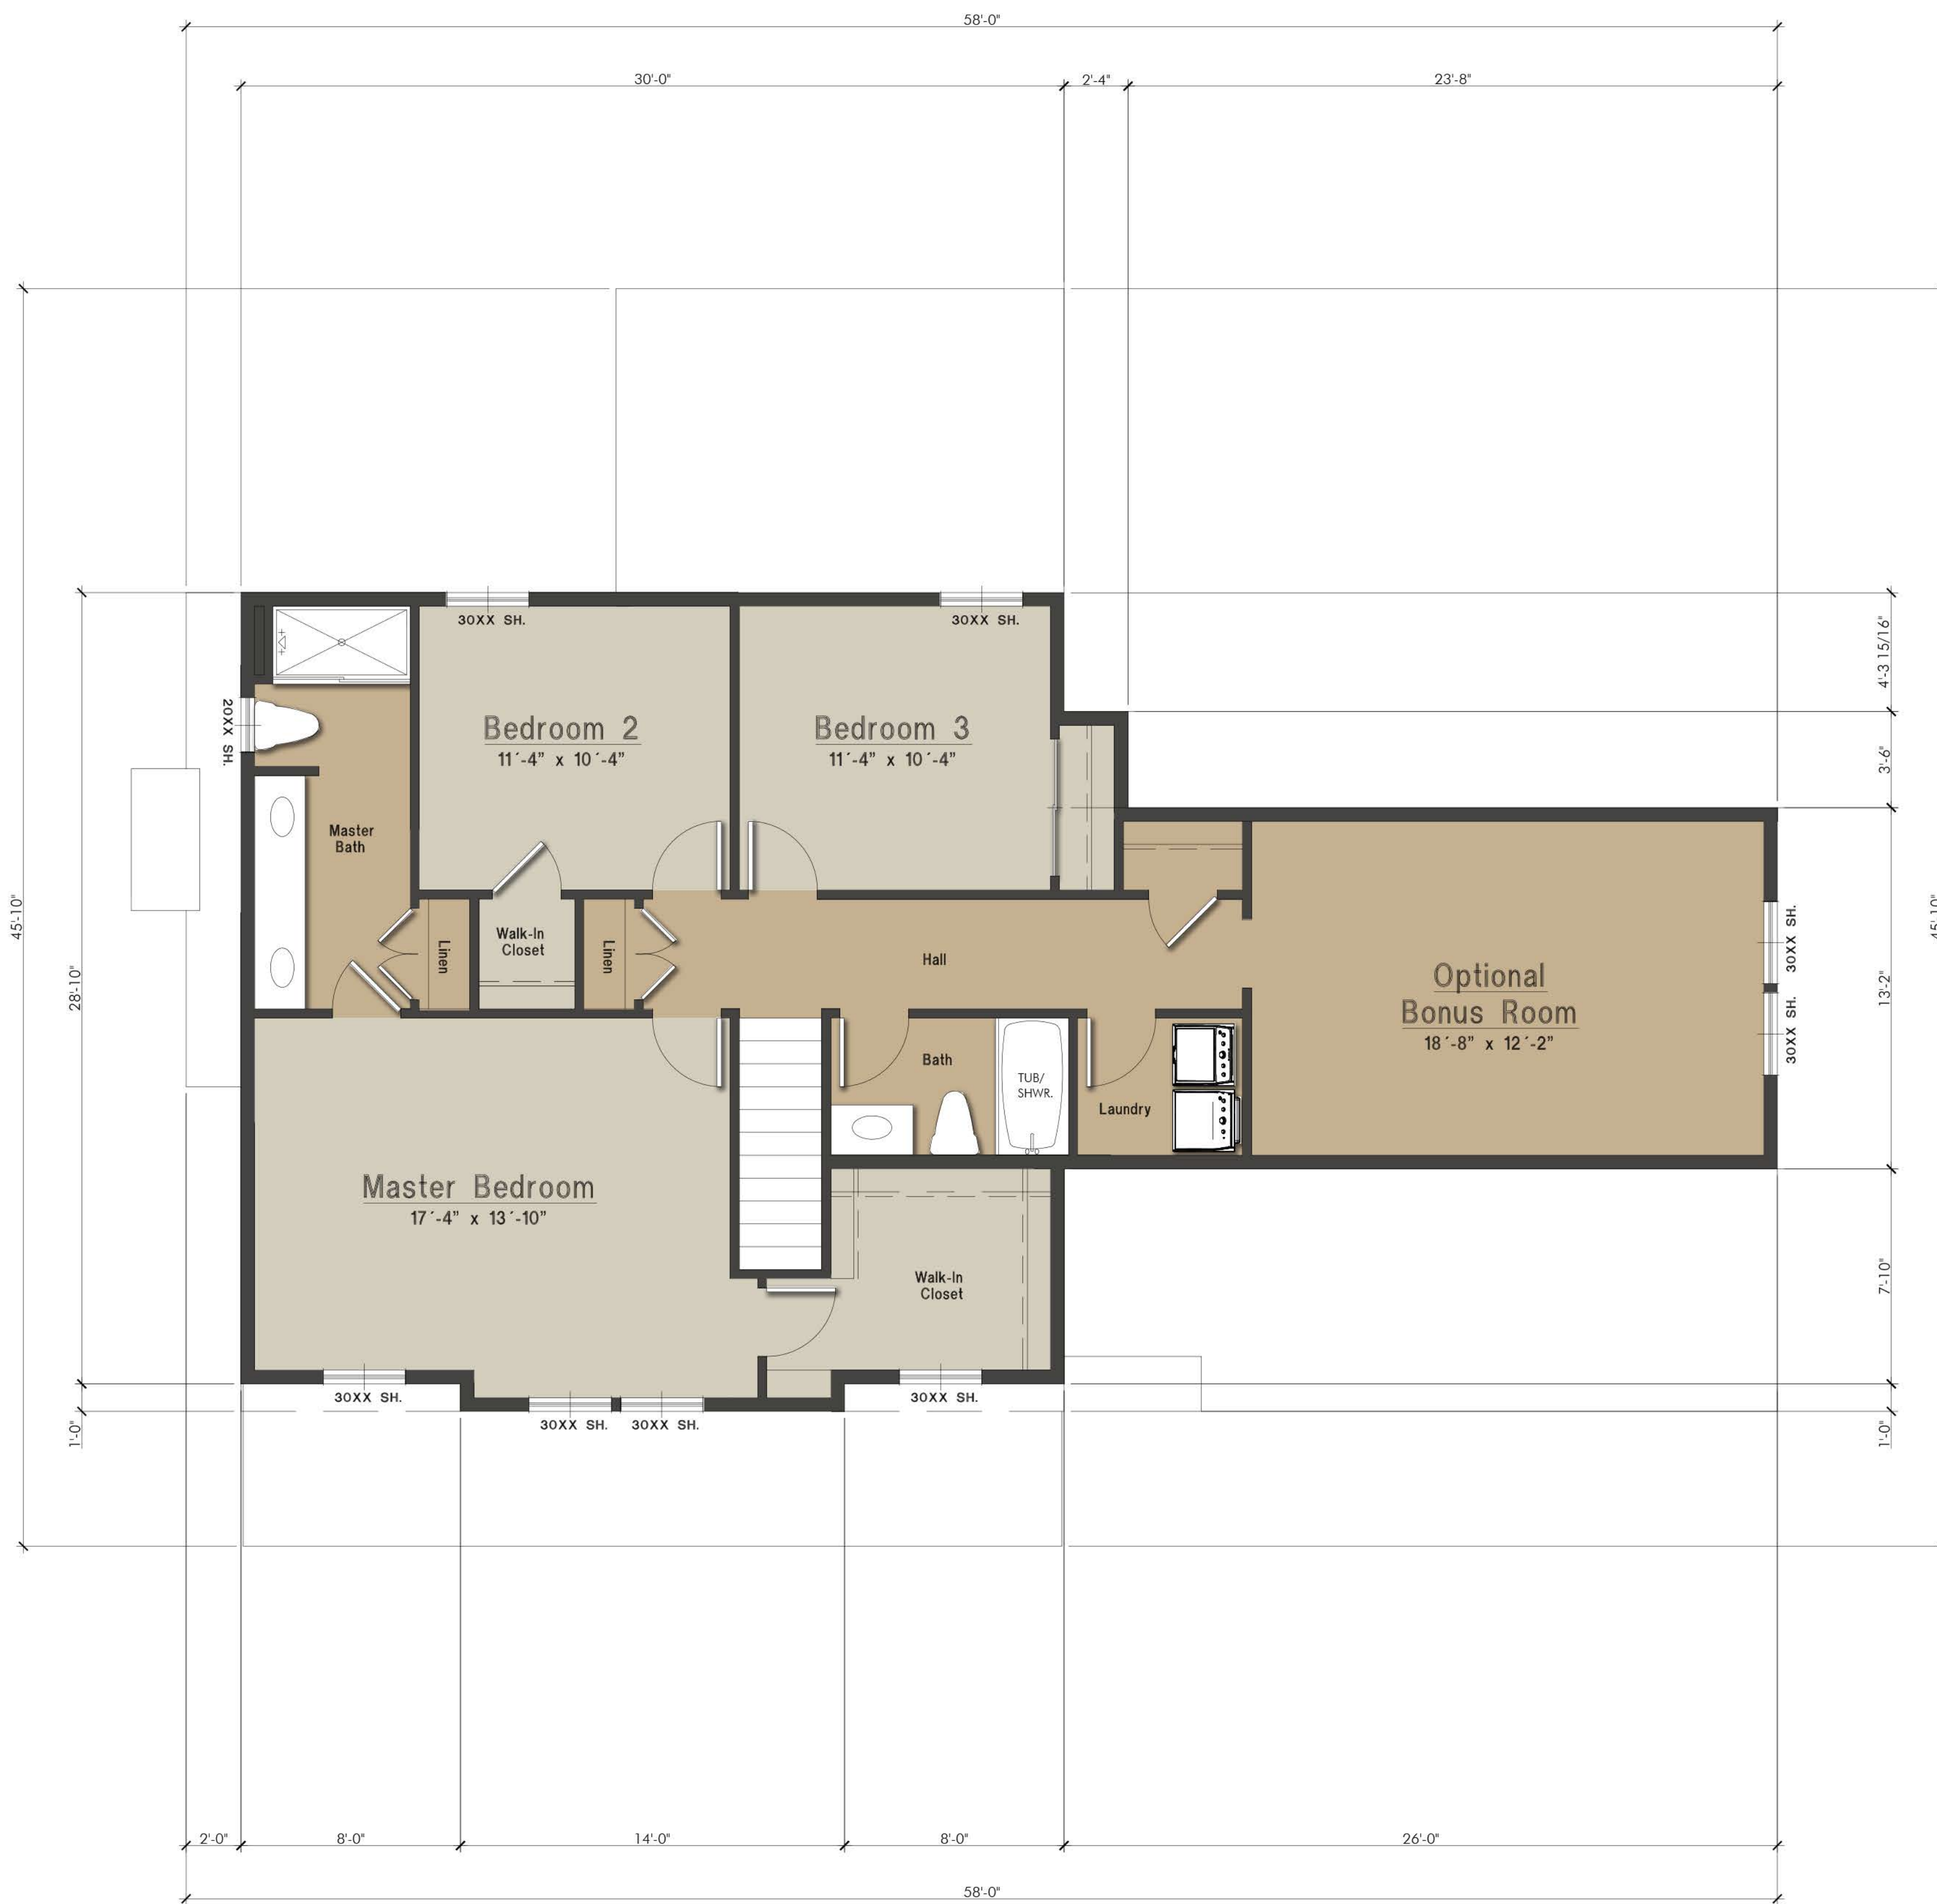 58'-0"
30'-0"
2'-4"
23'-8"
30XX SH.
30XX SH.
4'-3 15/16"
20XX SH.
Bedroom 2
11'-4" x 10'-4"
Bedroom 3
11'-4" x 10'-4"
3'-6"
Master
Bath
45'-10"
45'-10"
28'-10"
Linen
Walk-In
Closet
Linen
Hall
30XX SH.
Optional
Bonus Room
18'-8" x 12'-2"
13'-2"
30XX SH.
Bath
TUB/
SHWR.
Laundry
Master Bedroom
17'-4" x 13'-10"
Walk-In
Closet
7'-10"
30XX SH.
30XX SH.
30XX SH.
30XX SH.
1'-0"
1'-0"
2'-0"
8'-0"
14'-0"
8'-0"
26'-0"
58'-0"